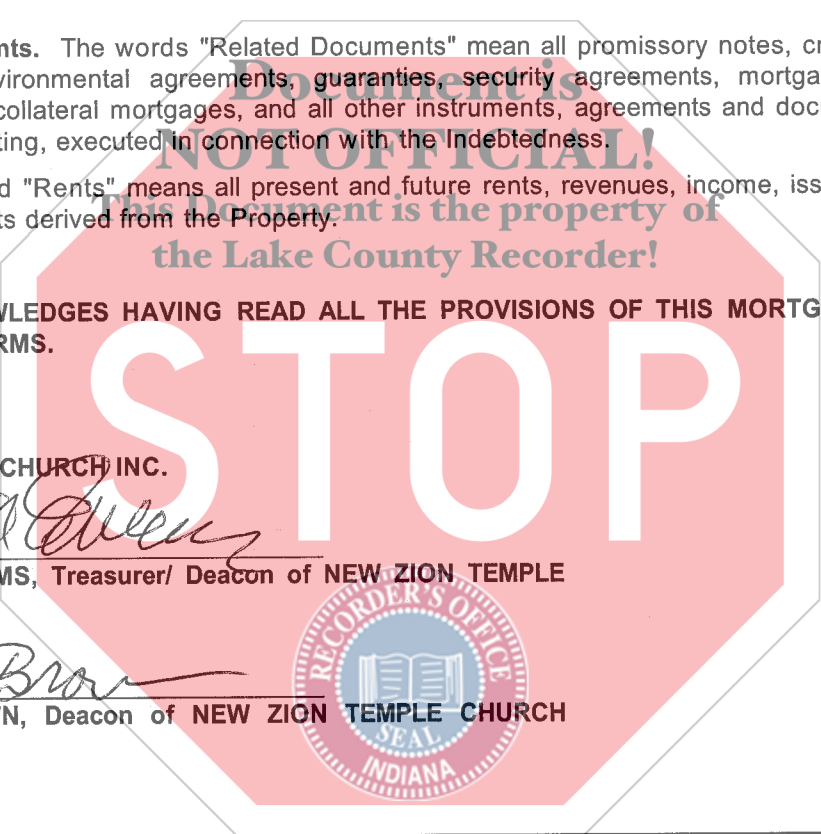 nts. The words "Related Documents" mean all promissory notes, cr
vironmental agreements, guaranties, security agreements, mortga
collateral mortgages, and all other instruments, agreements and doc
ting, executed in connection with the Indebtedness.
d "Rents" means all present and future rents, revenues, income, iss
ts derived from the Property.
Document is
NOT OFFICIAL!
This Document is the property of
the Lake County Recorder!
WLEDGES HAVING READ ALL THE PROVISIONS OF THIS MORTG
RMS.
STOP
CHURCH INC.
MS, Treasurer/ Deacon of NEW ZION TEMPLE
Brow
N, Deacon of NEW ZION TEMPLE CHURCH
RECORDER'S OFFICE
SEAL
INDIANA